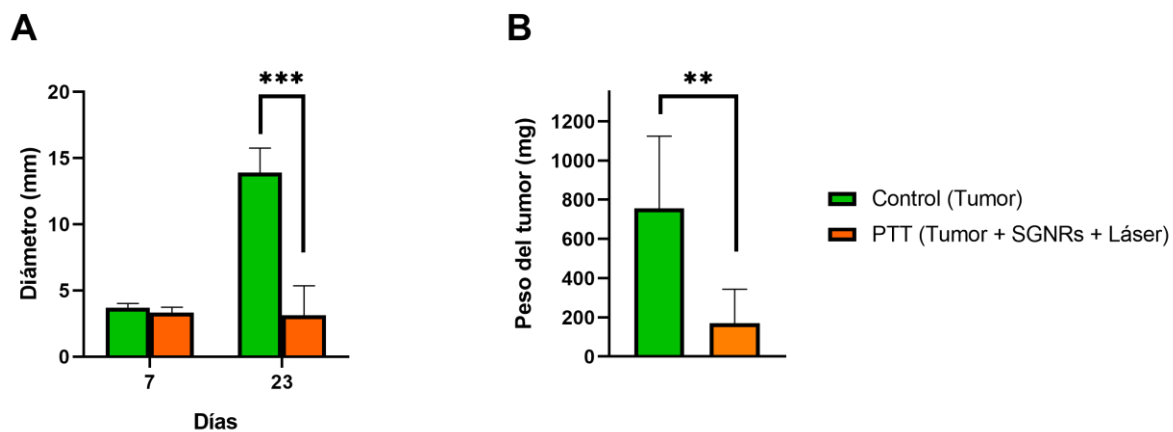 A
***
20
15
10
5
0
Diámetro (mm)
7 23
Días
B
**
1200
1000
800
600
400
200
0
Peso del tumor (mg)
Control (Tumor)
PTT (Tumor + SGNRs + Láser)